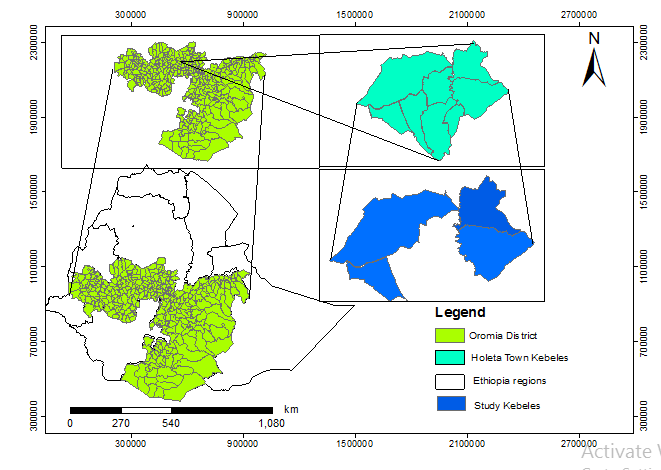 300000 900000 1500000 2100000 2700000
2300000
2300000
N
1900000
1900000
1500000
1500000
1100000
1100000
Legend
Oromia District
700000
700000
Holeta Town Kebeles
Ethiopia regions
Study Kebeles
km
0 270 540 1,080
300000
300000
300000 900000 1500000 2100000 2700000
Activate